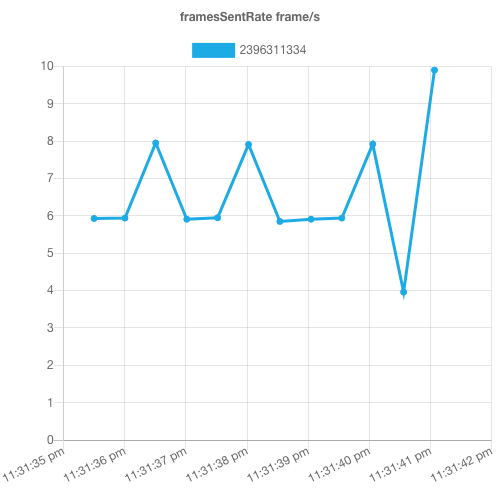 framesSentRate frame/s
2396311334
10
9
8
7
6
5
4
3
2
1
0
11:31:35 pm
11:31:36 pm
11:31:37 pm
11:31:38 pm
11:31:39 pm
11:31:40 pm
11:31:41 pm
11:31:42 pm